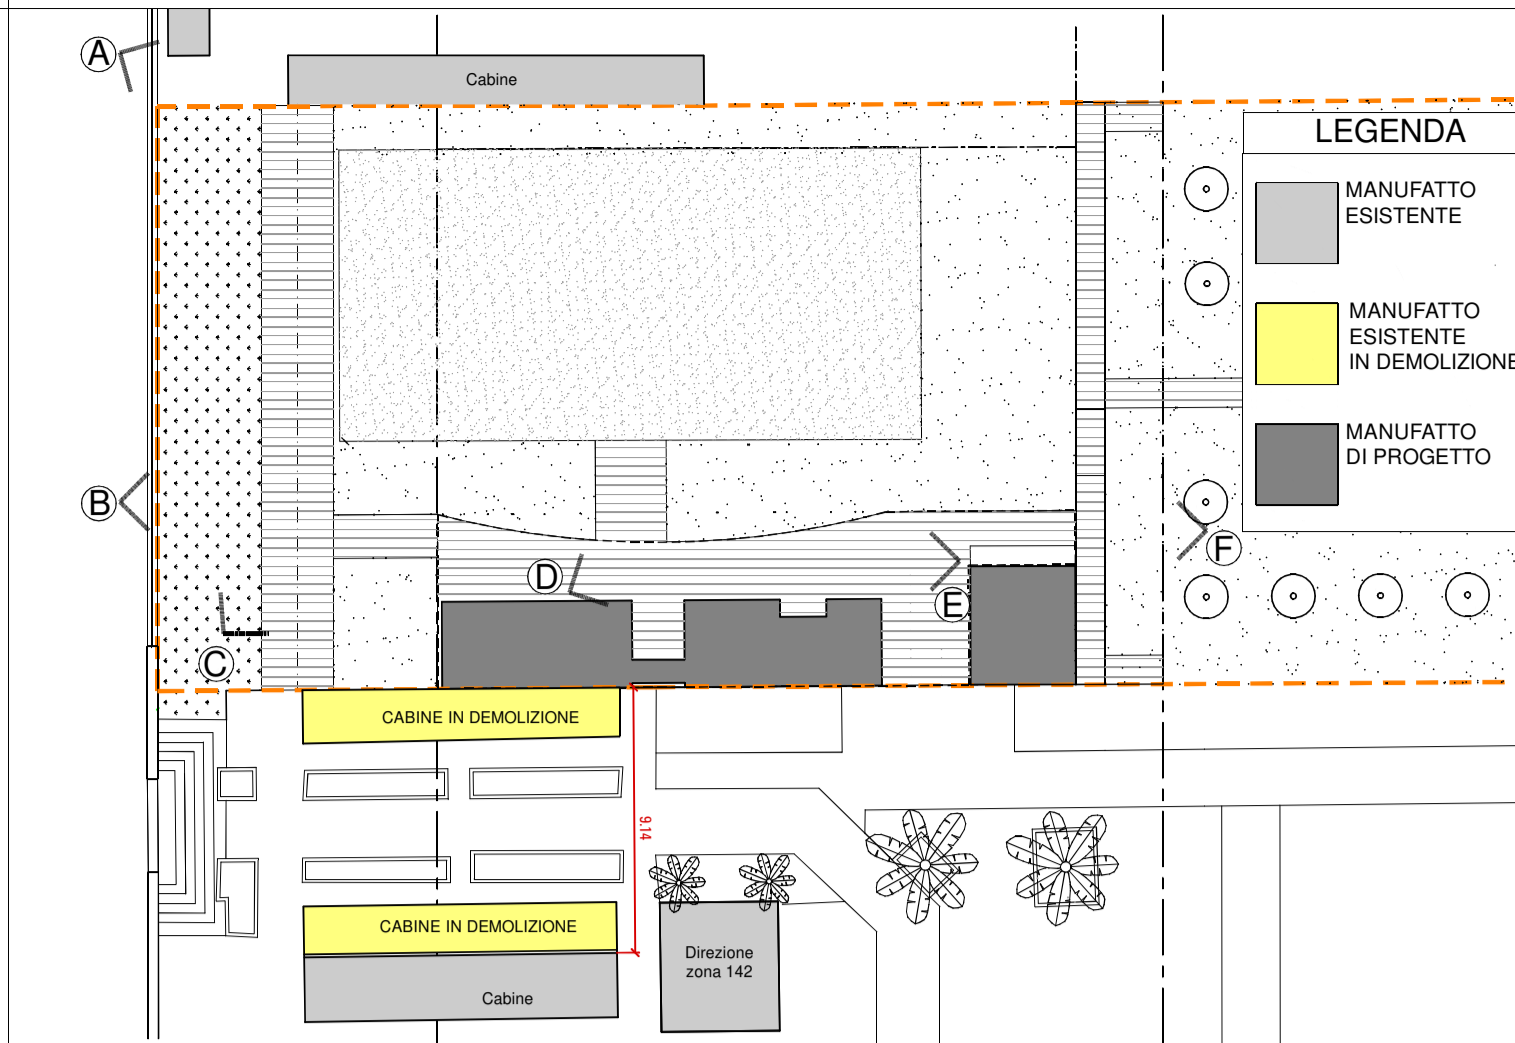 A
Cabine
LEGENDA
MANUFATTO
ESISTENTE
MANUFATTO
ESISTENTE
IN DEMOLIZIONE
MANUFATTO
DI PROGETTO
B
F
D
E
C
CABINE IN DEMOLIZIONE
9.14
CABINE IN DEMOLIZIONE
Direzione
zona 142
Cabine